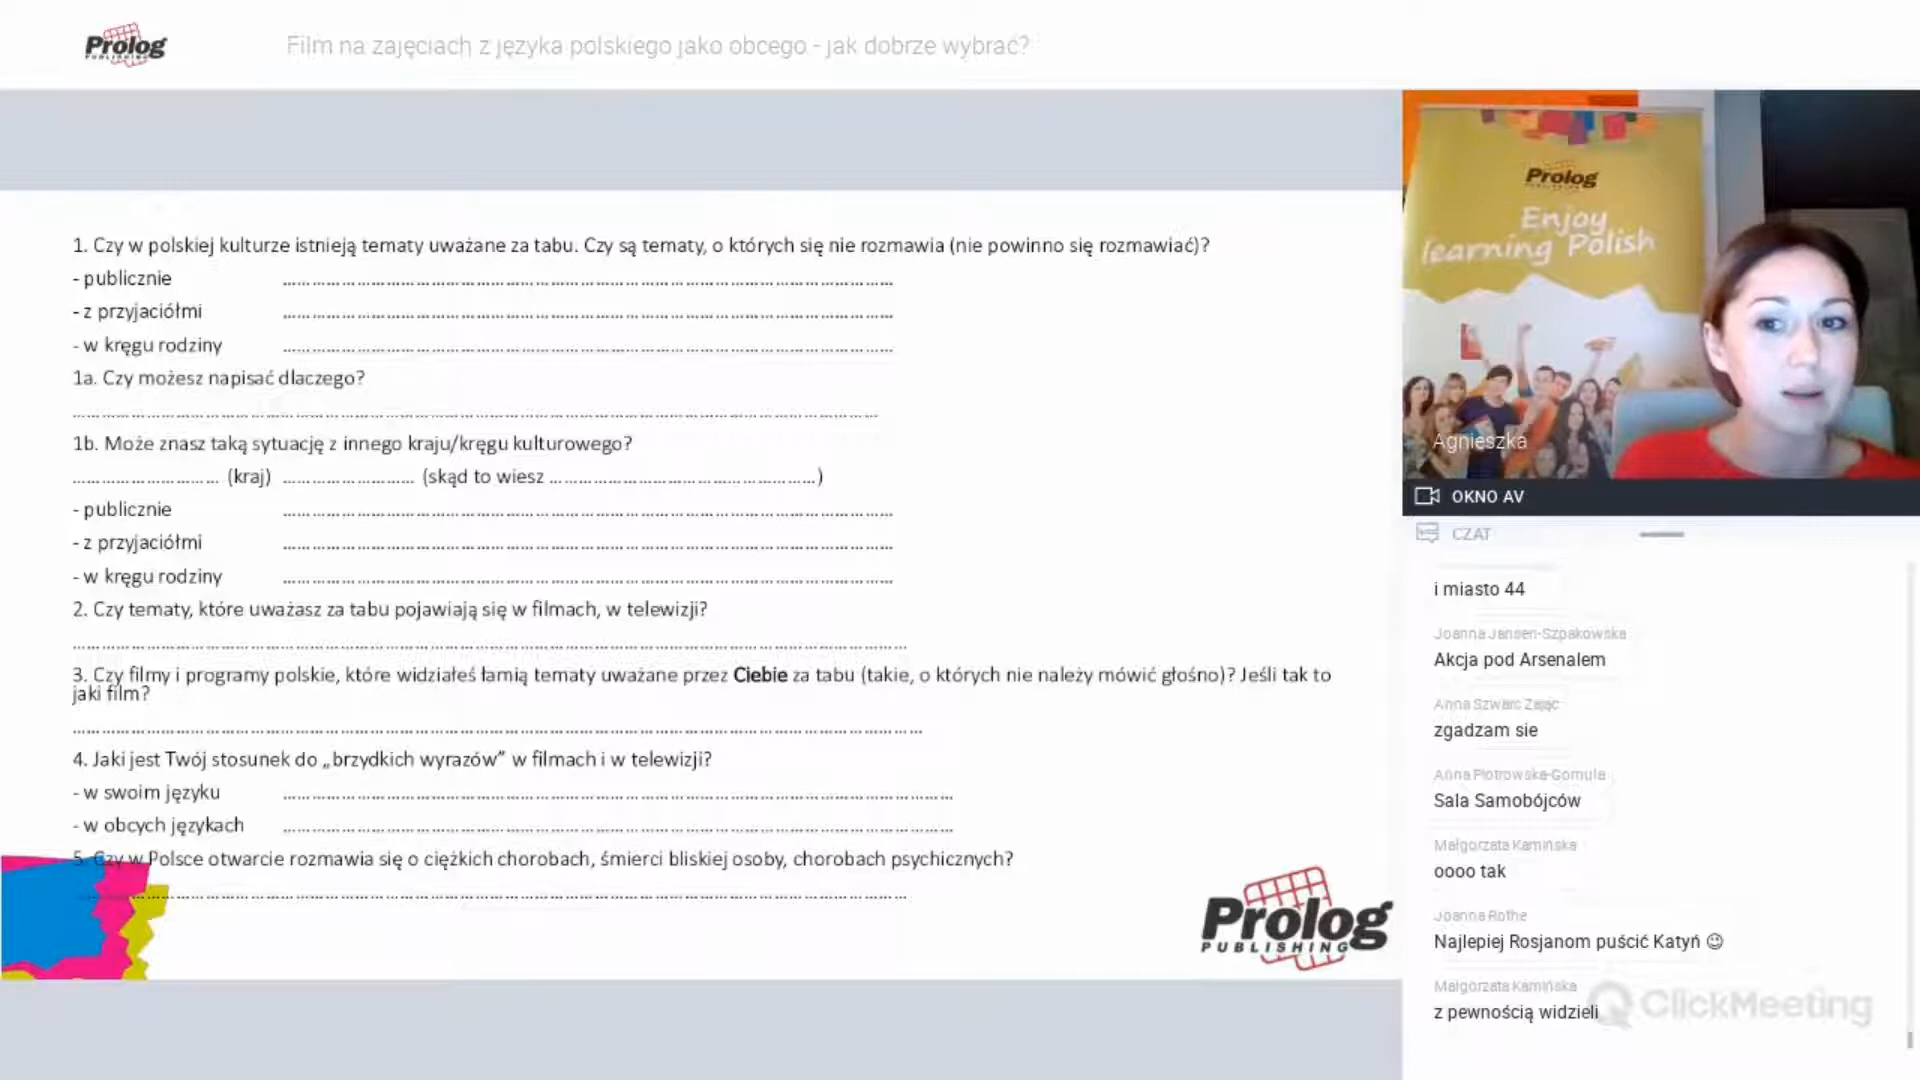 Prolog
PUBLISHING
Film na zajęciach z języka polskiego jako obcego - jak dobrze wybrać?
1. Czy w polskiej kulturze istnieją tematy uważane za tabu. Czy są tematy, o których się nie rozmawia (nie powinno się rozmawiać)?
- publicznie ……………………………………………………………………………
- z przyjaciółmi ……………………………………………………………………………
- w kręgu rodziny ……………………………………………………………………………
1a. Czy możesz napisać dlaczego?
……………………………………………………………………………
1b. Może znasz taką sytuację z innego kraju/kręgu kulturowego?
……………………… (kraj) …………………… (skąd to wiesz ……………………………………)
- publicznie ……………………………………………………………………………
- z przyjaciółmi ……………………………………………………………………………
- w kręgu rodziny ……………………………………………………………………………
2. Czy tematy, które uważasz za tabu pojawiają się w filmach, w telewizji?
……………………………………………………………………………
3. Czy filmy i programy polskie, które widziałeś łamią tematy uważane przez Ciebie za tabu (takie, o których nie należy mówić głośno)? Jeśli tak to
jaki film?
……………………………………………………………………………
4. Jaki jest Twój stosunek do „brzydkich wyrazów” w filmach i w telewizji?
- w swoim języku ……………………………………………………………………………
- w obcych językach ……………………………………………………………………………
5. Czy w Polsce otwarcie rozmawia się o ciężkich chorobach, śmierci bliskiej osoby, chorobach psychicznych?
……………………………………………………………………………
Prolog
PUBLISHING
Prolog
Enjoy
learning Polish
Agnieszka
OKNO AV
CZAT
i miasto 44
Joanna Jansen-Szpakowska
Akcja pod Arsenalem
Anna Szwarc Zając
zgadzam sie
Anna Piotrowska-Gomula
Sala Samobójców
Małgorzata Kamińska
oooo tak
Joanna Rothe
Najlepiej Rosjanom puścić Katyń 😉
Małgorzata Kamińska
z pewnością widzieli
ClickMeeting